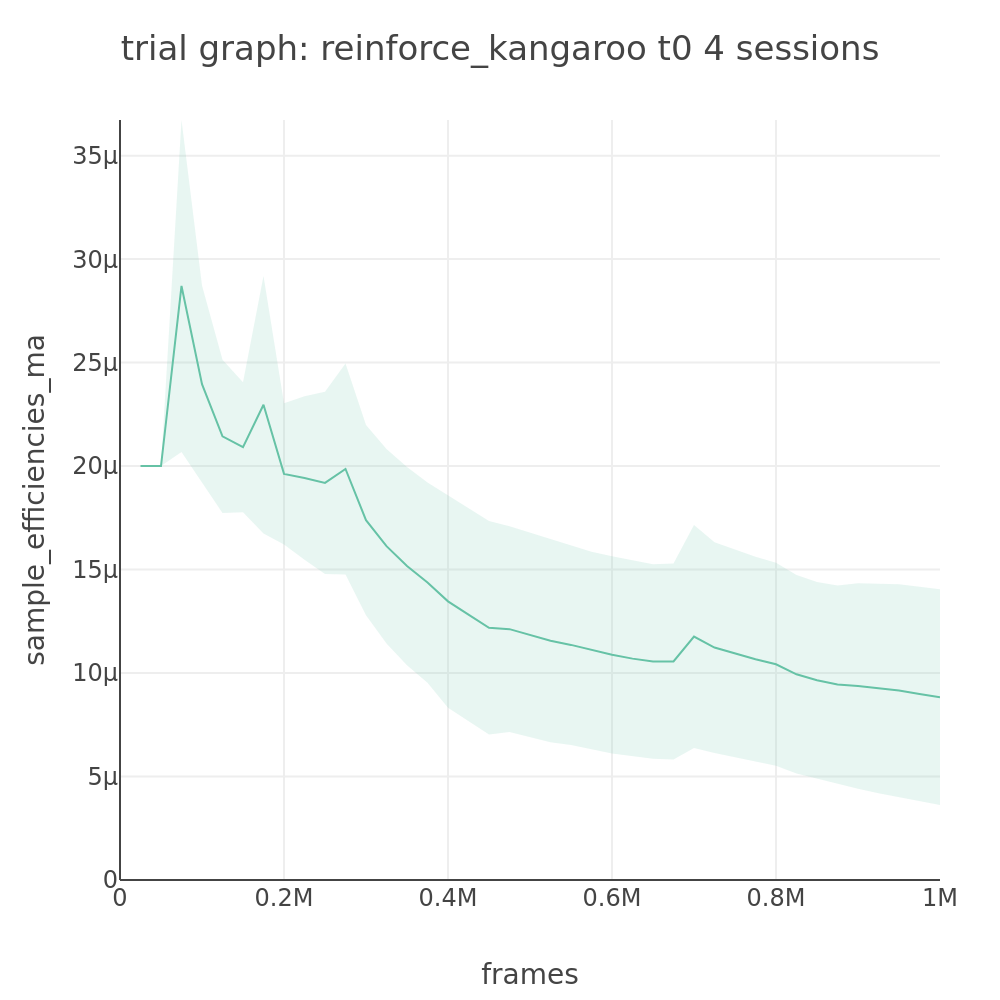 trial graph: reinforce_kangaroo t0 4 sessions
35μ
30μ
25μ
20μ
15μ
10μ
5μ
0
sample_efficiencies_ma
0
0.2M
0.4M
0.6M
0.8M
1M
frames